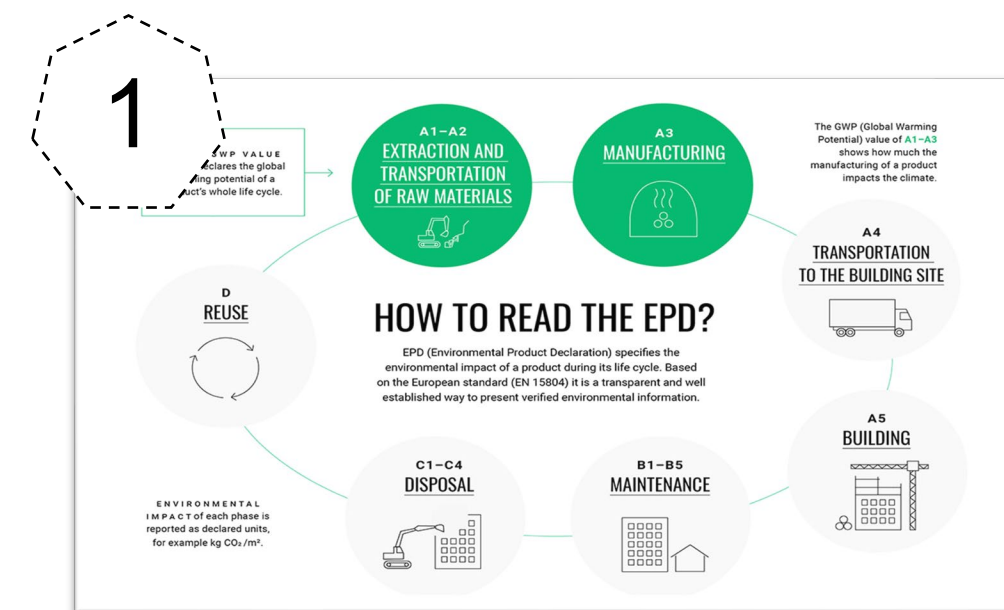 1
GWP VALUE
declares the global
ing potential of a
uct's whole life cycle.
A1–A2
EXTRACTION AND
TRANSPORTATION
OF RAW MATERIALS
A3
MANUFACTURING
The GWP (Global Warming
Potential) value of A1–A3
shows how much the
manufacturing of a product
impacts the climate.
A4
TRANSPORTATION
TO THE BUILDING SITE
D
REUSE
HOW TO READ THE EPD?
EPD (Environmental Product Declaration) specifies the
environmental impact of a product during its life cycle. Based
on the European standard (EN 15804) it is a transparent and well
established way to present verified environmental information.
A5
BUILDING
C1–C4
DISPOSAL
B1–B5
MAINTENANCE
ENVIRONMENTAL
IMPACT of each phase is
reported as declared units,
for example kg CO₂/m².